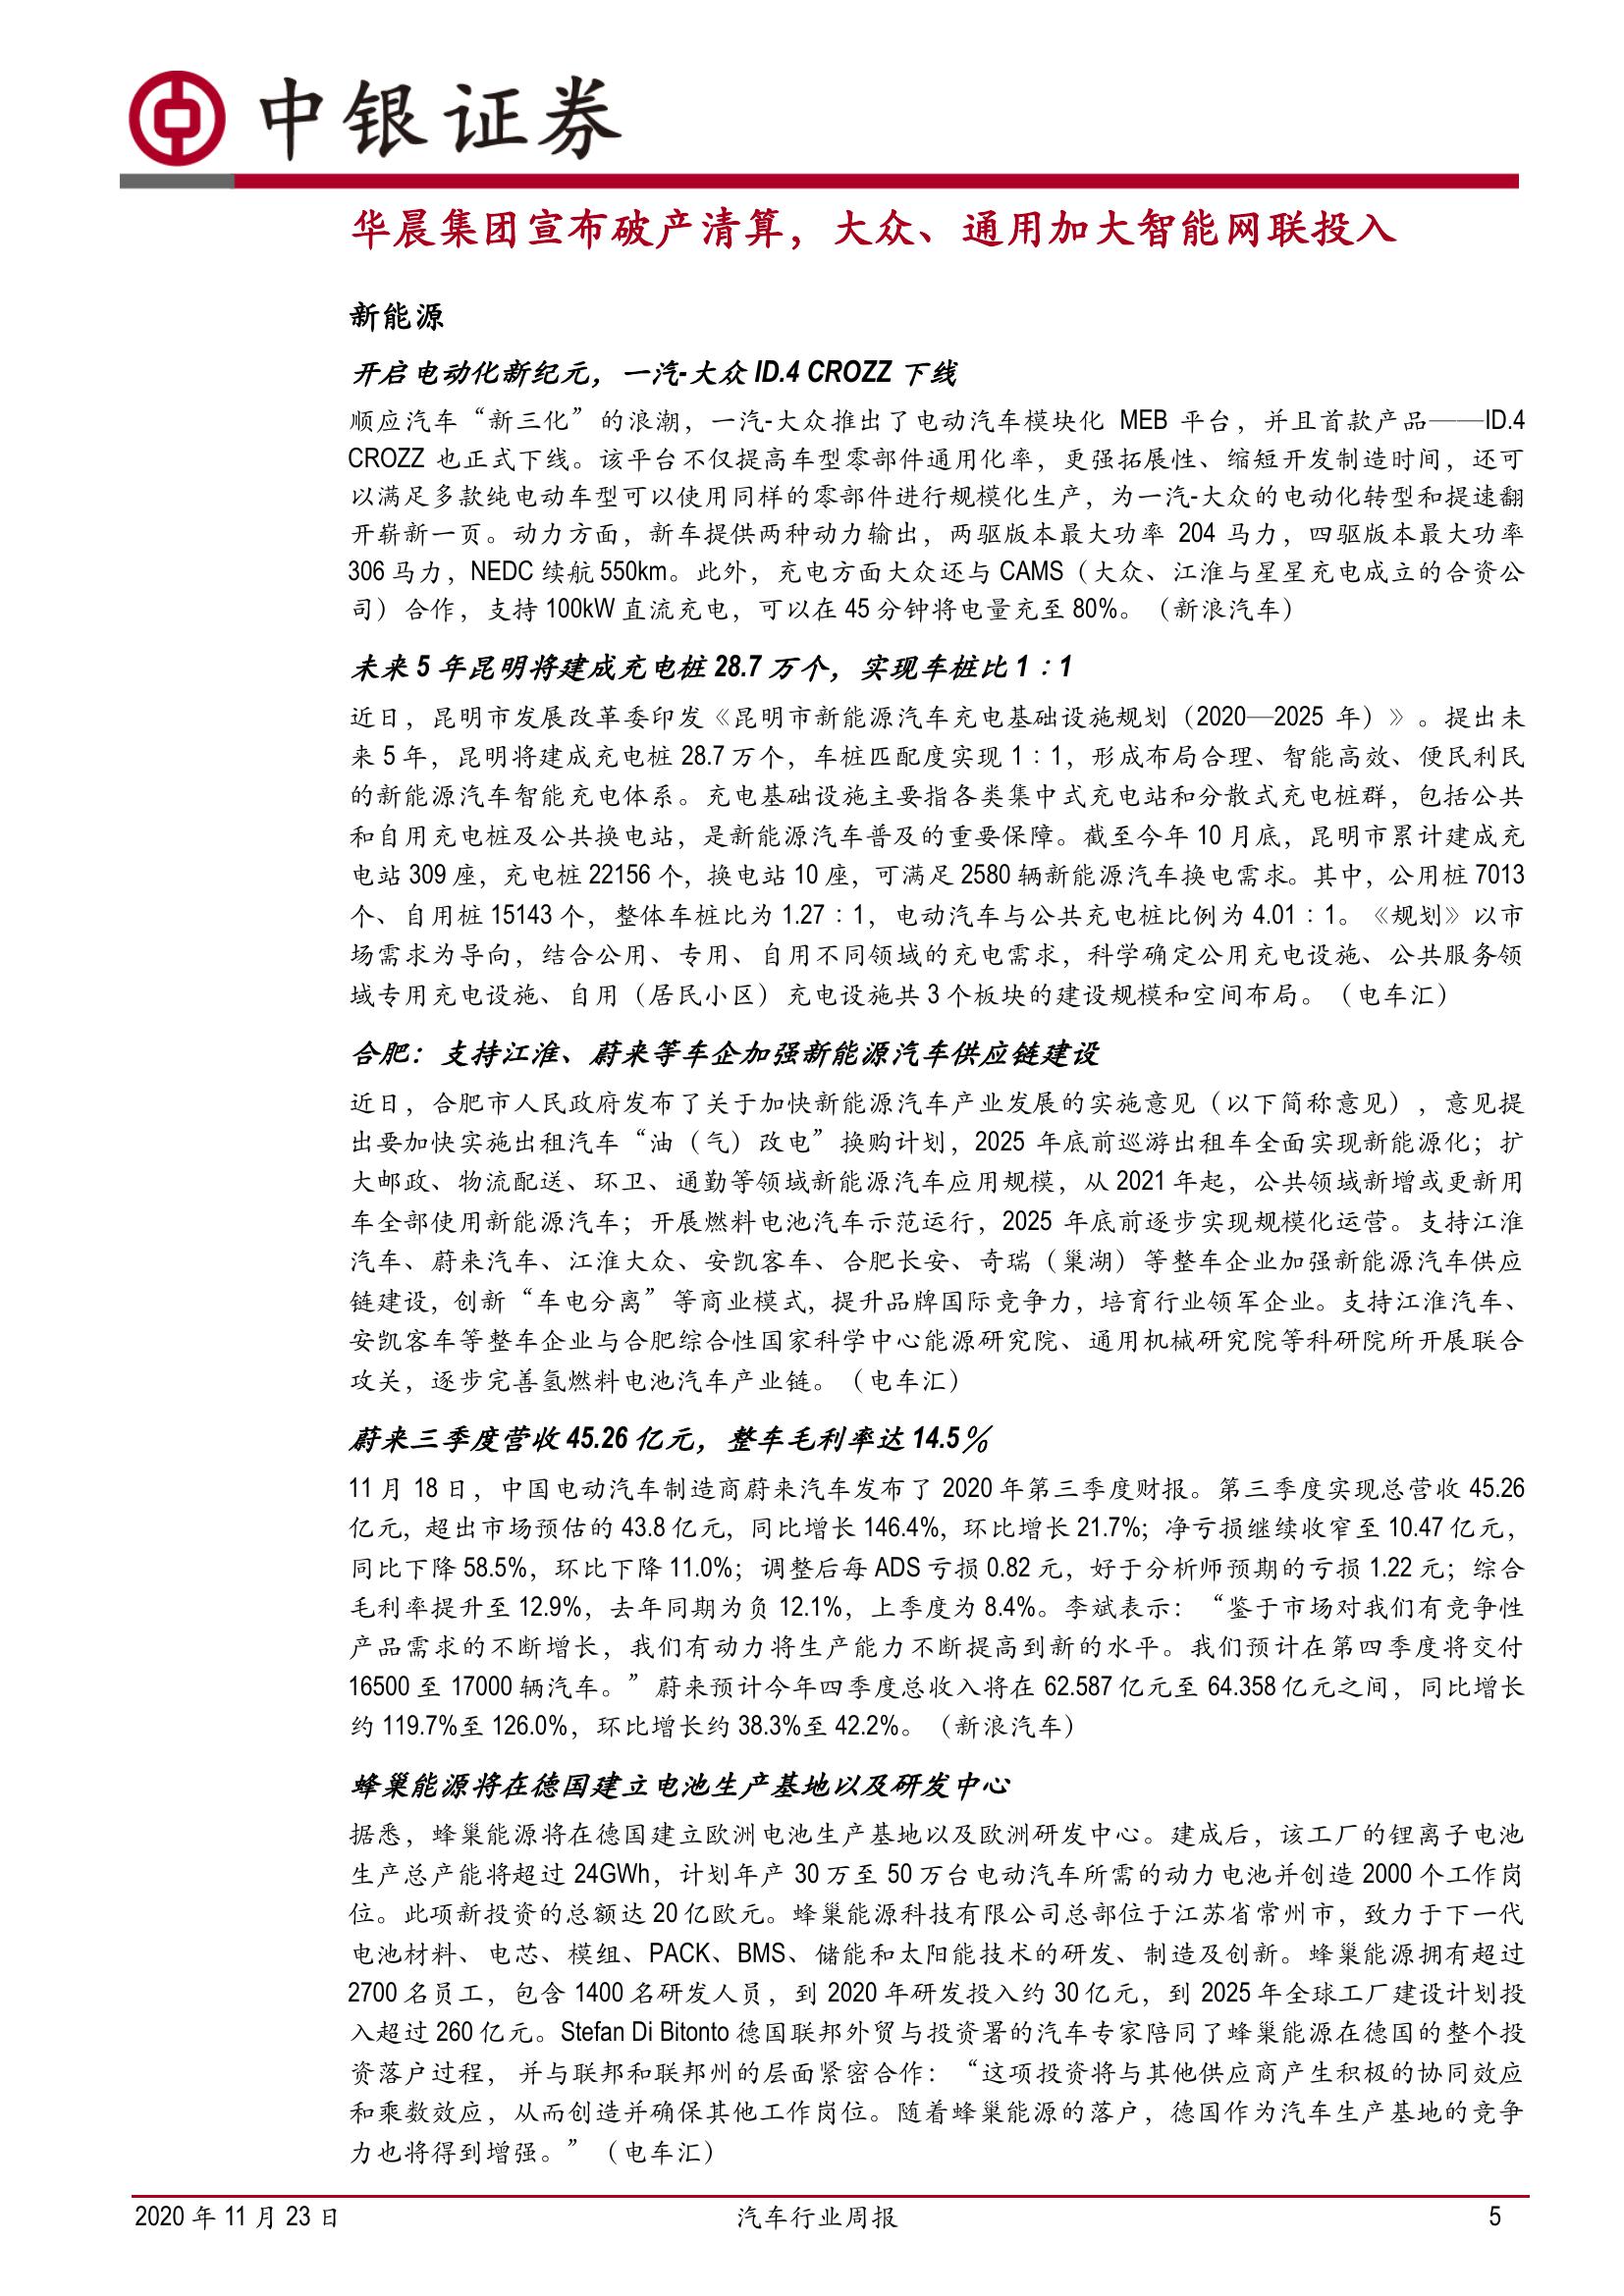 中银证券
华晨集团宣布破产清算，大众、通用加大智能网联投入
新能源
开启电动化新纪元，一汽-大众 ID.4 CROZZ 下线
顺应汽车“新三化”的浪潮，一汽-大众推出了电动汽车模块化 MEB 平台，并且首款产品——ID.4
CROZZ 也正式下线。该平台不仅提高车型零部件通用化率，更强拓展性、缩短开发制造时间，还可
以满足多款纯电动车型可以使用同样的零部件进行规模化生产，为一汽-大众的电动化转型和提速翻
开崭新一页。动力方面，新车提供两种动力输出，两驱版本最大功率 204 马力，四驱版本最大功率
306 马力，NEDC 续航 550km。此外，充电方面大众还与 CAMS（大众、江淮与星星充电成立的合资公
司）合作，支持 100kW 直流充电，可以在 45 分钟将电量充至 80%。（新浪汽车）
未来 5 年昆明将建成充电桩 28.7 万个，实现车桩比 1：1
近日，昆明市发展改革委印发《昆明市新能源汽车充电基础设施规划（2020—2025 年）》。提出未
来 5 年，昆明将建成充电桩 28.7 万个，车桩匹配度实现 1：1，形成布局合理、智能高效、便民利民
的新能源汽车智能充电体系。充电基础设施主要指各类集中式充电站和分散式充电桩群，包括公共
和自用充电桩及公共换电站，是新能源汽车普及的重要保障。截至今年 10 月底，昆明市累计建成充
电站 309 座，充电桩 22156 个，换电站 10 座，可满足 2580 辆新能源汽车换电需求。其中，公用桩 7013
个、自用桩 15143 个，整体车桩比为 1.27：1，电动汽车与公共充电桩比例为 4.01：1。《规划》以市
场需求为导向，结合公用、专用、自用不同领域的充电需求，科学确定公用充电设施、公共服务领
域专用充电设施、自用（居民小区）充电设施共 3 个板块的建设规模和空间布局。（电车汇）
合肥：支持江淮、蔚来等车企加强新能源汽车供应链建设
近日，合肥市人民政府发布了关于加快新能源汽车产业发展的实施意见（以下简称意见），意见提
出要加快实施出租汽车“油（气）改电”换购计划，2025 年底前巡游出租车全面实现新能源化；扩
大邮政、物流配送、环卫、通勤等领域新能源汽车应用规模，从 2021 年起，公共领域新增或更新用
车全部使用新能源汽车；开展燃料电池汽车示范运行，2025 年底前逐步实现规模化运营。支持江淮
汽车、蔚来汽车、江淮大众、安凯客车、合肥长安、奇瑞（巢湖）等整车企业加强新能源汽车供应
链建设，创新“车电分离”等商业模式，提升品牌国际竞争力，培育行业领军企业。支持江淮汽车、
安凯客车等整车企业与合肥综合性国家科学中心能源研究院、通用机械研究院等科研院所开展联合
攻关，逐步完善氢燃料电池汽车产业链。（电车汇）
蔚来三季度营收 45.26 亿元，整车毛利率达 14.5％
11 月 18 日，中国电动汽车制造商蔚来汽车发布了 2020 年第三季度财报。第三季度实现总营收 45.26
亿元，超出市场预估的 43.8 亿元，同比增长 146.4%，环比增长 21.7%；净亏损继续收窄至 10.47 亿元，
同比下降 58.5%，环比下降 11.0%；调整后每 ADS 亏损 0.82 元，好于分析师预期的亏损 1.22 元；综合
毛利率提升至 12.9%，去年同期为负 12.1%，上季度为 8.4%。李斌表示：“鉴于市场对我们有竞争性
产品需求的不断增长，我们有动力将生产能力不断提高到新的水平。我们预计在第四季度将交付
16500 至 17000 辆汽车。”蔚来预计今年四季度总收入将在 62.587 亿元至 64.358 亿元之间，同比增长
约 119.7%至 126.0%，环比增长约 38.3%至 42.2%。（新浪汽车）
蜂巢能源将在德国建立电池生产基地以及研发中心
据悉，蜂巢能源将在德国建立欧洲电池生产基地以及欧洲研发中心。建成后，该工厂的锂离子电池
生产总产能将超过 24GWh，计划年产 30 万至 50 万台电动汽车所需的动力电池并创造 2000 个工作岗
位。此项新投资的总额达 20 亿欧元。蜂巢能源科技有限公司总部位于江苏省常州市，致力于下一代
电池材料、电芯、模组、PACK、BMS、储能和太阳能技术的研发、制造及创新。蜂巢能源拥有超过
2700 名员工，包含 1400 名研发人员，到 2020 年研发投入约 30 亿元，到 2025 年全球工厂建设计划投
入超过 260 亿元。Stefan Di Bitonto 德国联邦外贸与投资署的汽车专家陪同了蜂巢能源在德国的整个投
资落户过程， 并与联邦和联邦州的层面紧密合作：“这项投资将与其他供应商产生积极的协同效应
和乘数效应，从而创造并确保其他工作岗位。随着蜂巢能源的落户，德国作为汽车生产基地的竞争
力也将得到增强。”（电车汇）
2020 年 11 月 23 日 汽车行业周报 5